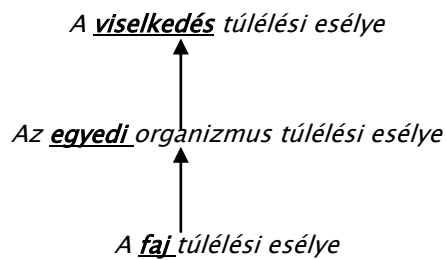 A viselkedés túlélési esélye
Az egyedi organizmus túlélési esélye
A faj túlélési esélye